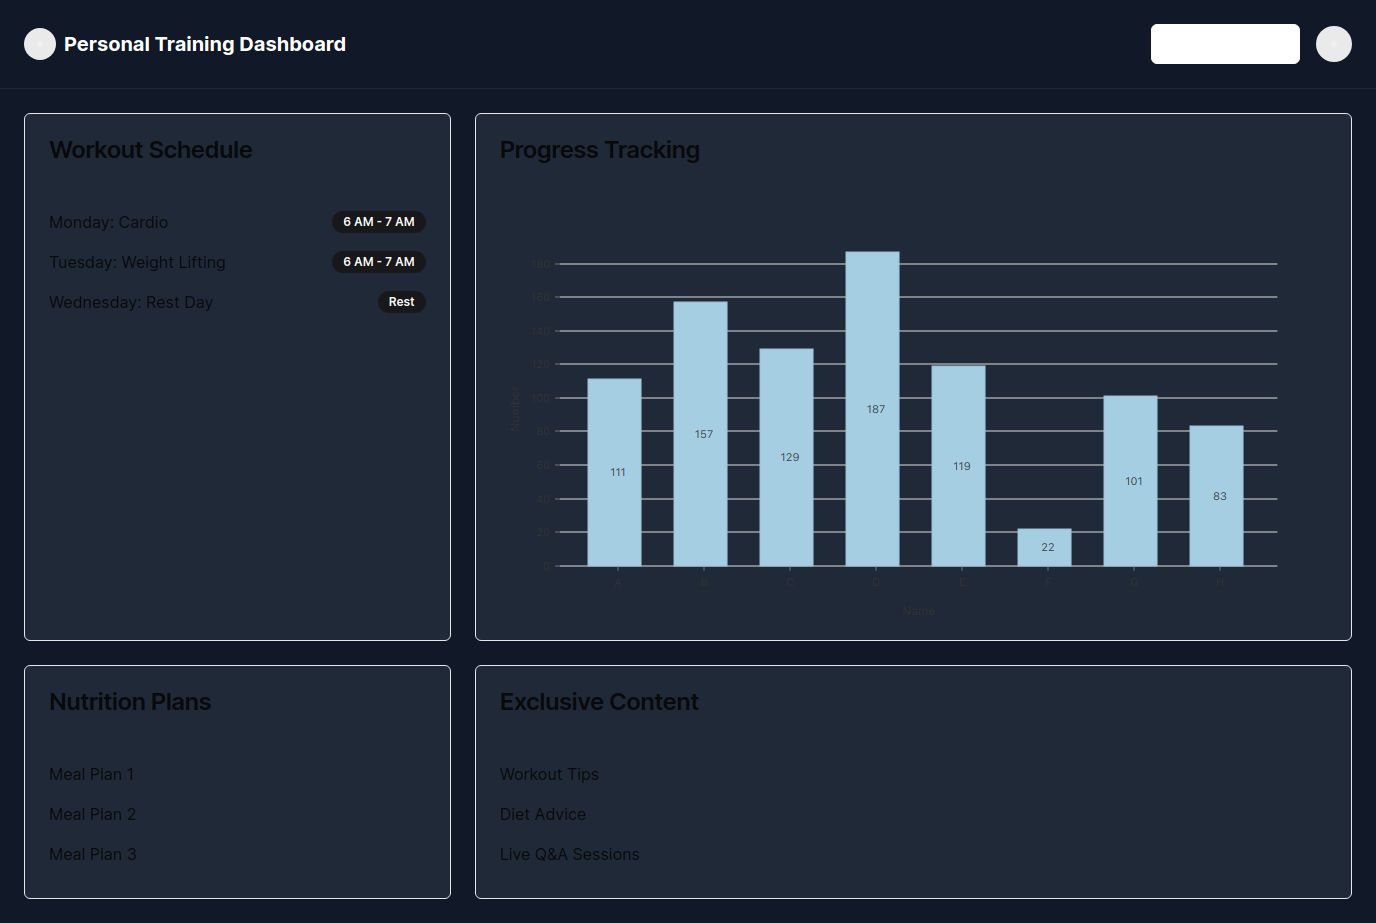 Personal Training Dashboard
Workout Schedule
Monday: Cardio
6 AM - 7 AM
Tuesday: Weight Lifting
6 AM - 7 AM
Wednesday: Rest Day
Rest
Progress Tracking
Number
180
160
140
120
100
80
60
40
20
0
111
157
129
187
119
22
101
83
A
B
C
D
E
F
G
H
Name
Nutrition Plans
Meal Plan 1
Meal Plan 2
Meal Plan 3
Exclusive Content
Workout Tips
Diet Advice
Live Q&A Sessions